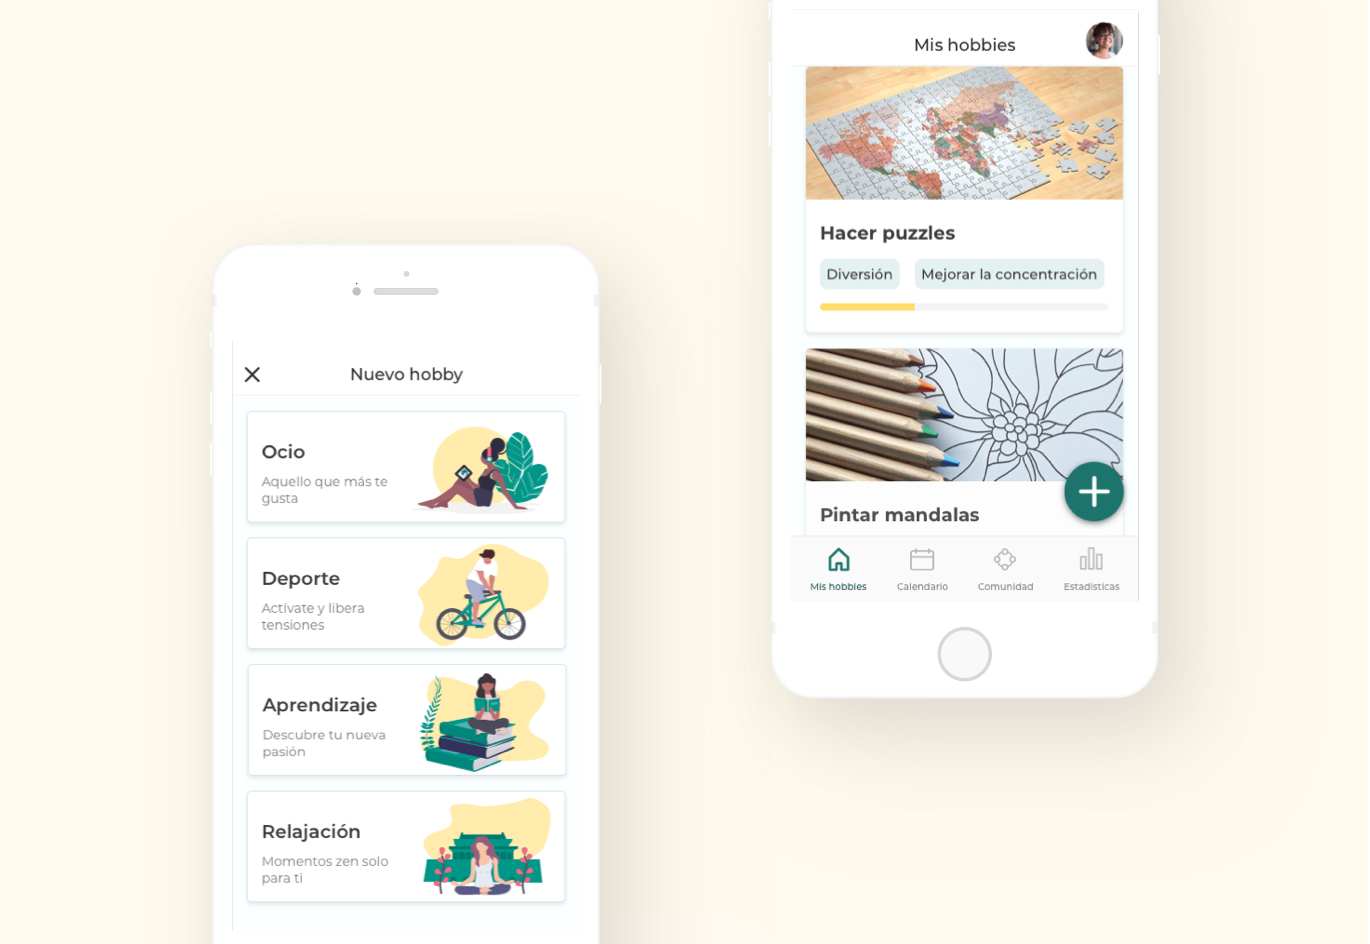 Nuevo hobby
Ocio
Aquello que más te
gusta
Deporte
Actívate y libera
tensiones
Aprendizaje
Descubre tu nueva
pasión
Relajación
Momentos zen solo
para ti
Mis hobbies
Hacer puzzles
Diversión
Mejorar la concentración
Pintar mandalas
Mis hobbies
Calendario
Comunidad
Estadísticas